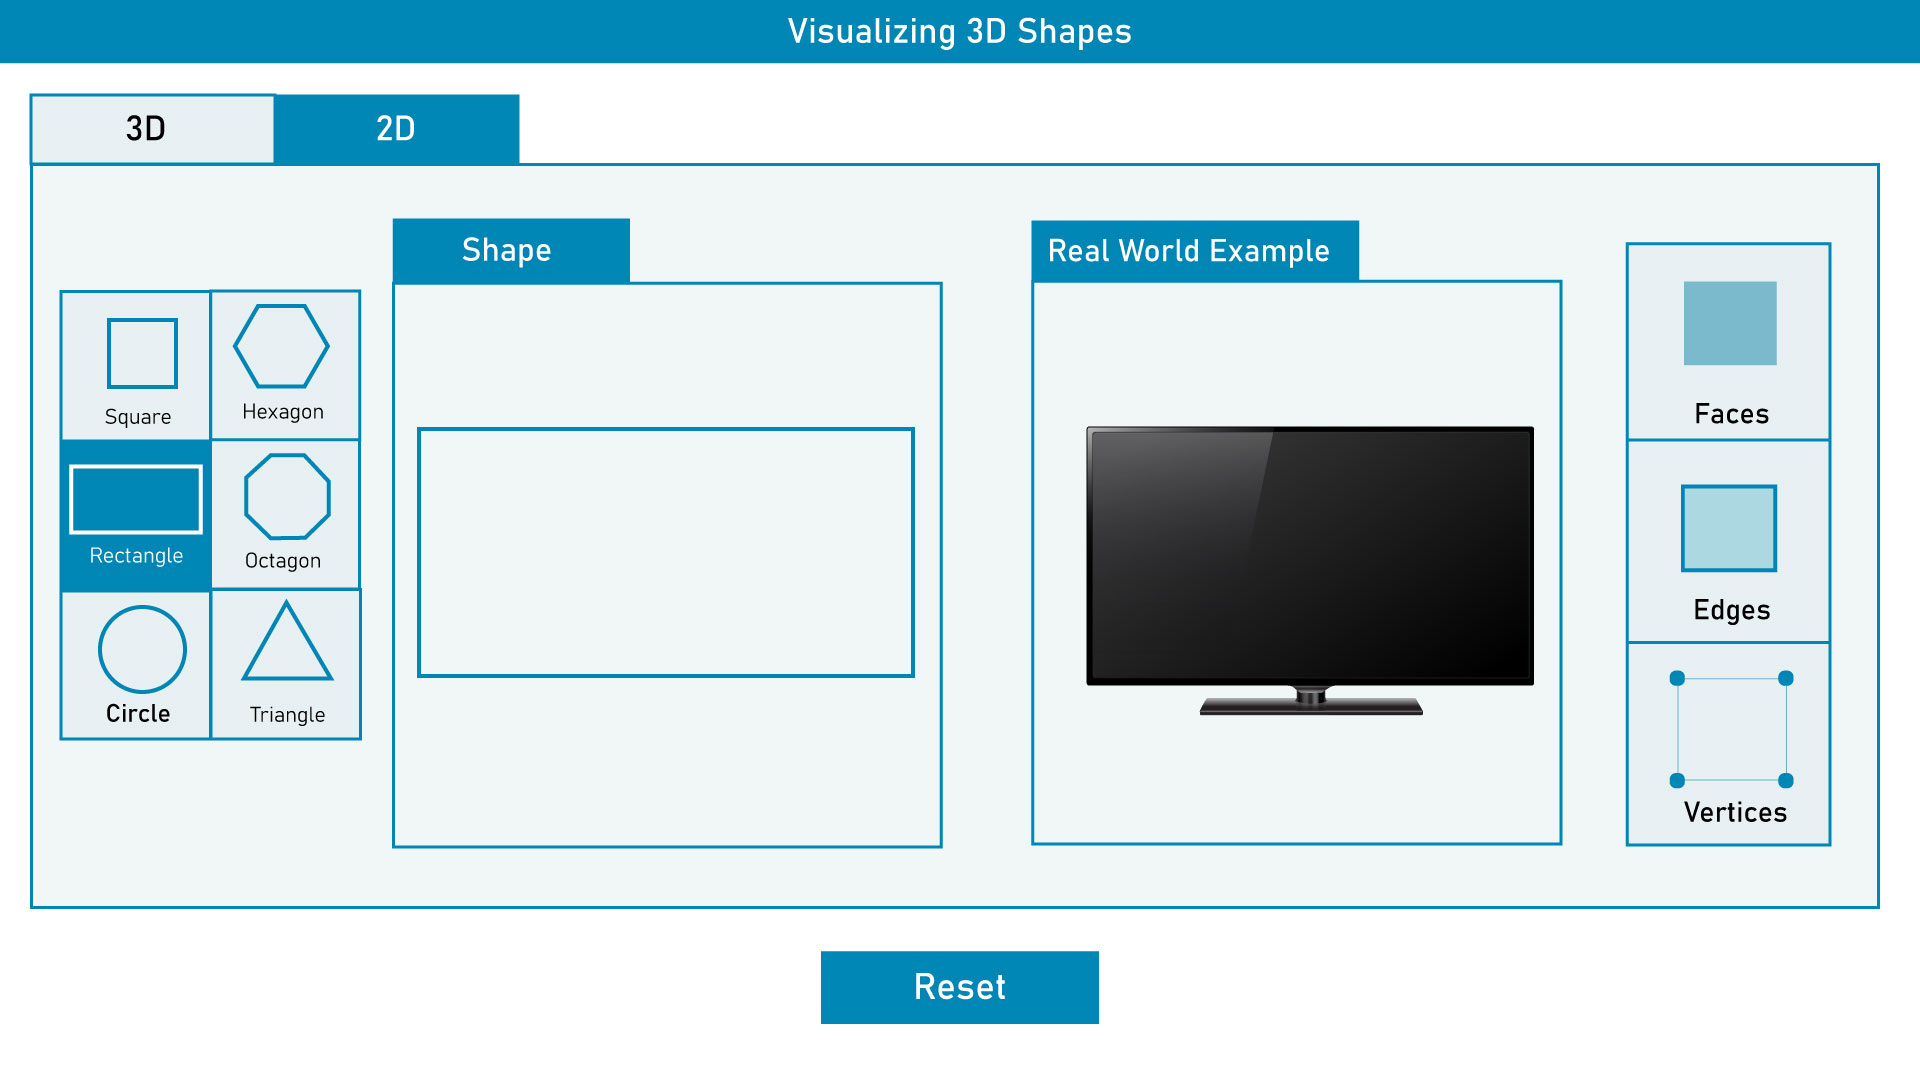 Visualizing 3D Shapes
3D
2D
Shape
Real World Example
Square
Hexagon
Rectangle
Octagon
Circle
Triangle
Faces
Edges
Vertices
Reset